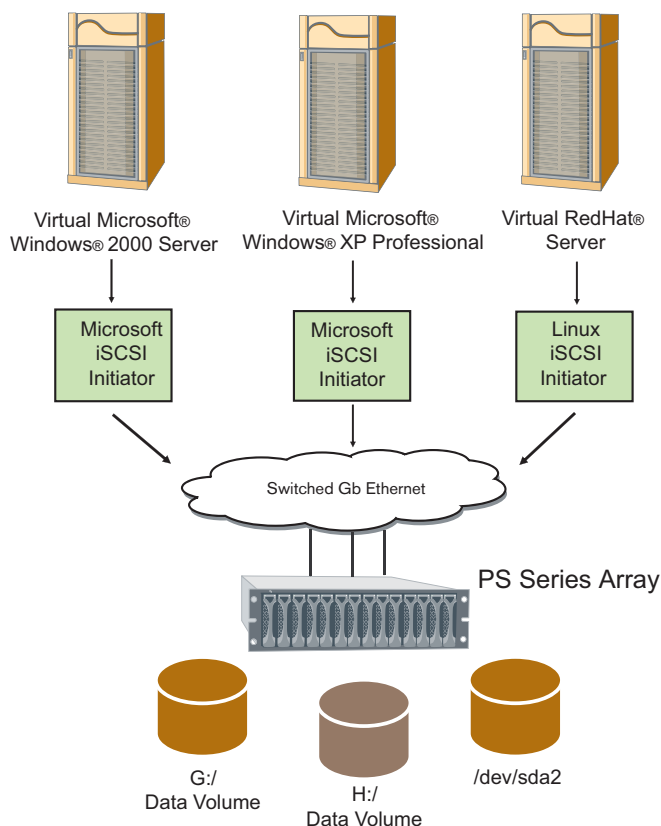 Virtual Microsoft®
Windows® 2000 Server
Virtual Microsoft®
Windows® XP Professional
Virtual RedHat®
Server
Microsoft
iSCSI
Initiator
Microsoft
iSCSI
Initiator
Linux
iSCSI
Initiator
Switched Gb Ethernet
PS Series Array
G:/
Data Volume
H:/
Data Volume
/dev/sda2